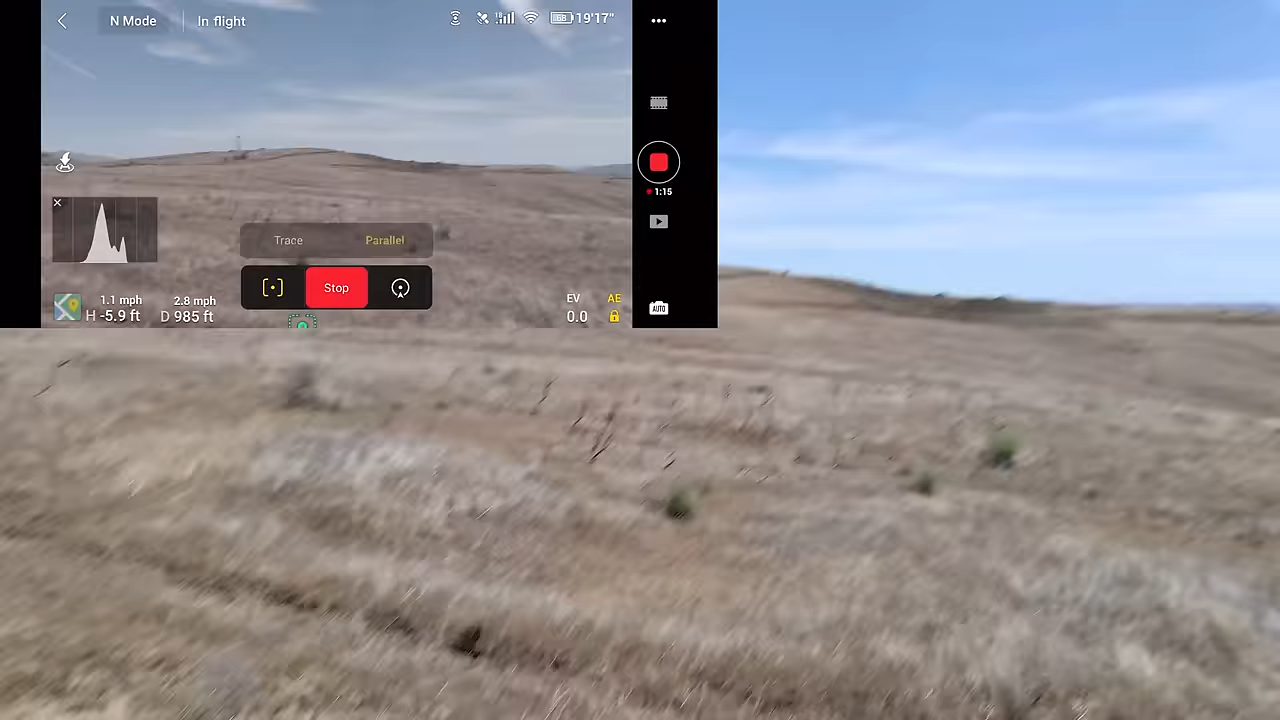 N Mode In flight 68 19'17"
1:15
Trace Parallel
Stop
1.1 mph 2.8 mph EV AE
H -5.9 ft D 985 ft 0.0
AUTO